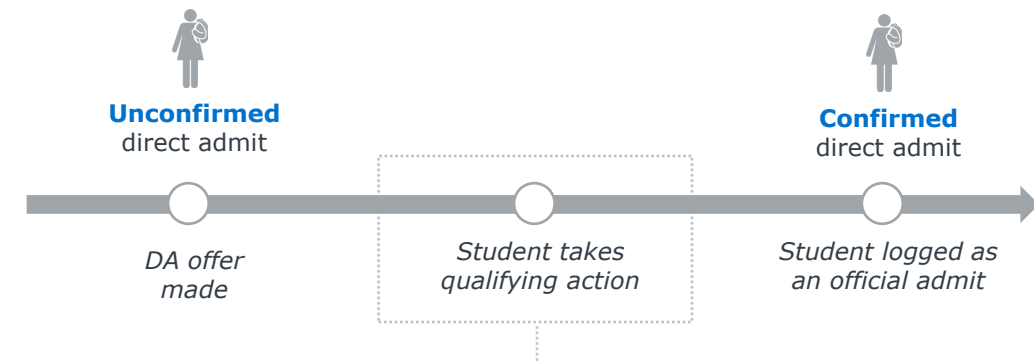 Unconfirmed
direct admit
Confirmed
direct admit
DA offer
made
Student takes
qualifying action
Student logged as
an official admit